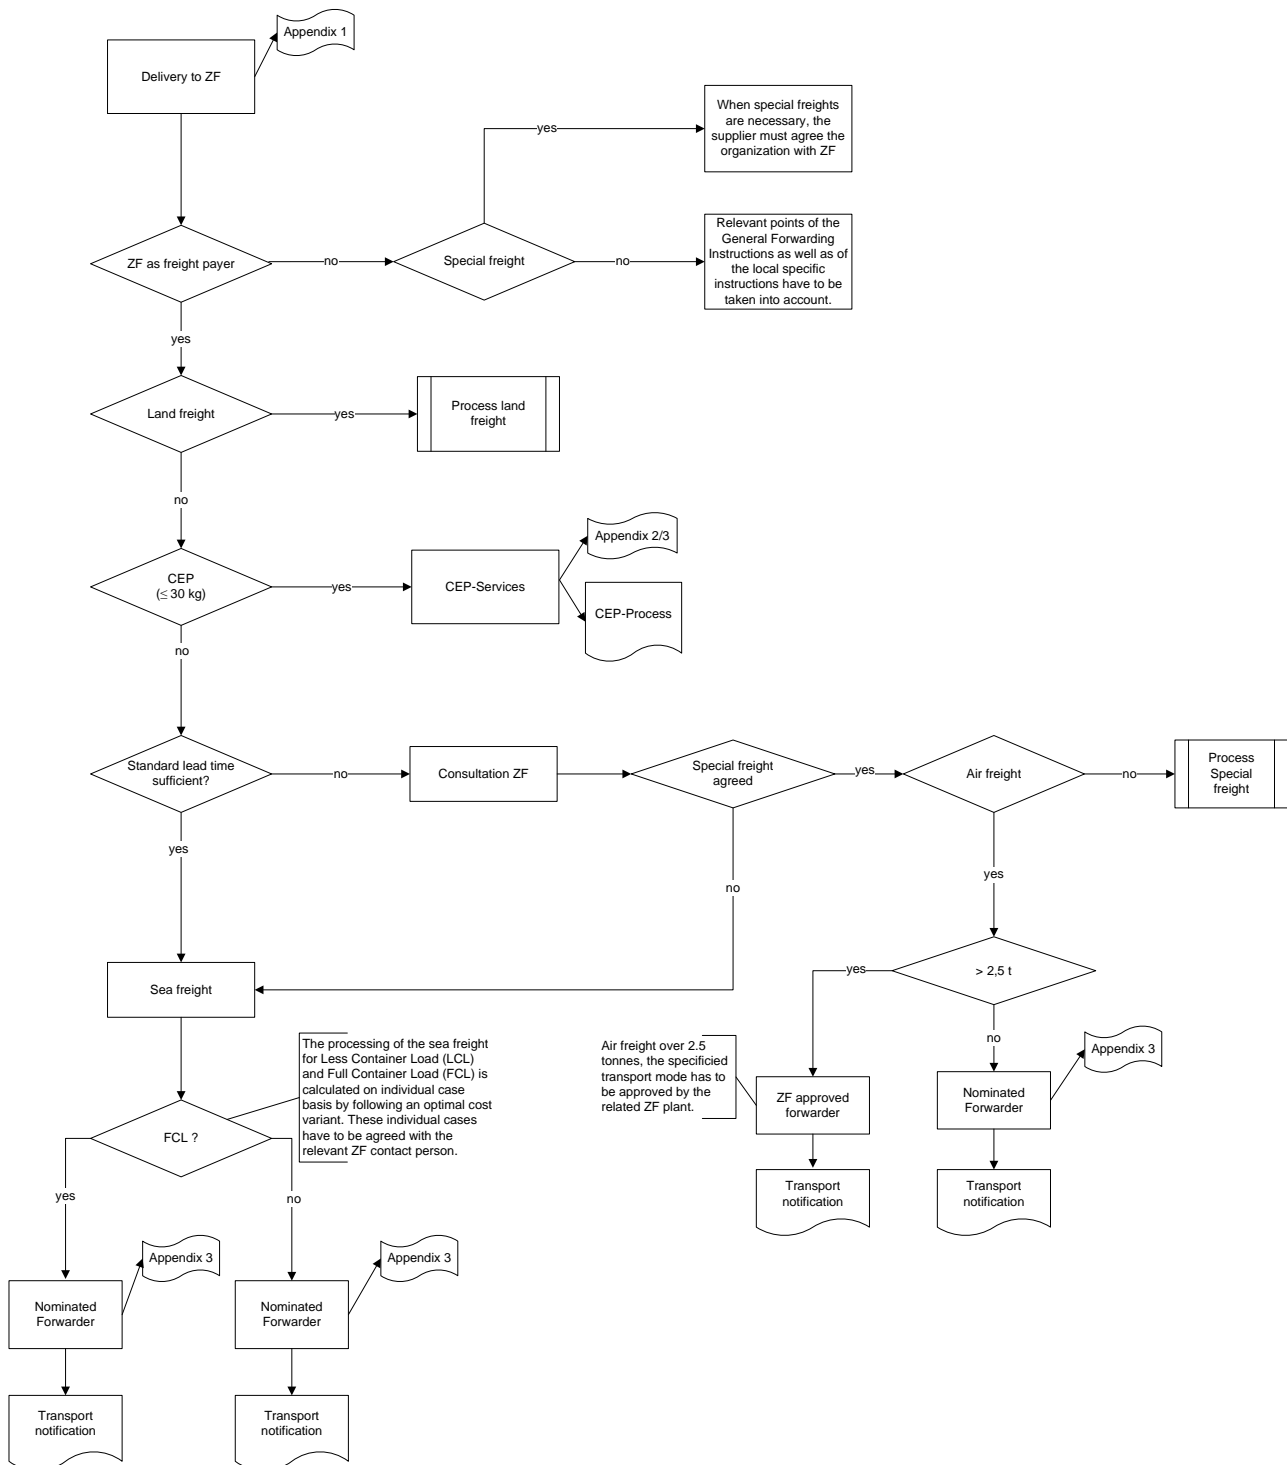 Appendix 1
Delivery to ZF
When special freights
are necessary, the
supplier must agree the
organization with ZF
yes
Relevant points of the
General Forwarding
Instructions as well as of
the local specific
instructions have to be
taken into account.
ZF as freight payer
no
Special freight
no
yes
Land freight
yes
Process land
freight
no
Appendix 2/3
CEP
(≤ 30 kg)
yes
CEP-Services
CEP-Process
no
Standard lead time
sufficient?
no
Consultation ZF
Special freight
agreed
yes
Air freight
no
Process
Special
freight
yes
no
yes
Sea freight
yes
> 2,5 t
no
The processing of the sea freight
for Less Container Load (LCL)
and Full Container Load (FCL) is
calculated on individual case
basis by following an optimal cost
variant. These individual cases
have to be agreed with the
relevant ZF contact person.
Air freight over 2.5
tonnes, the specificied
transport mode has to
be approved by the
related ZF plant.
ZF approved
forwarder
Nominated
Forwarder
Appendix 3
FCL ?
yes
no
Transport
notification
Transport
notification
Appendix 3
Appendix 3
Nominated
Forwarder
Nominated
Forwarder
Transport
notification
Transport
notification